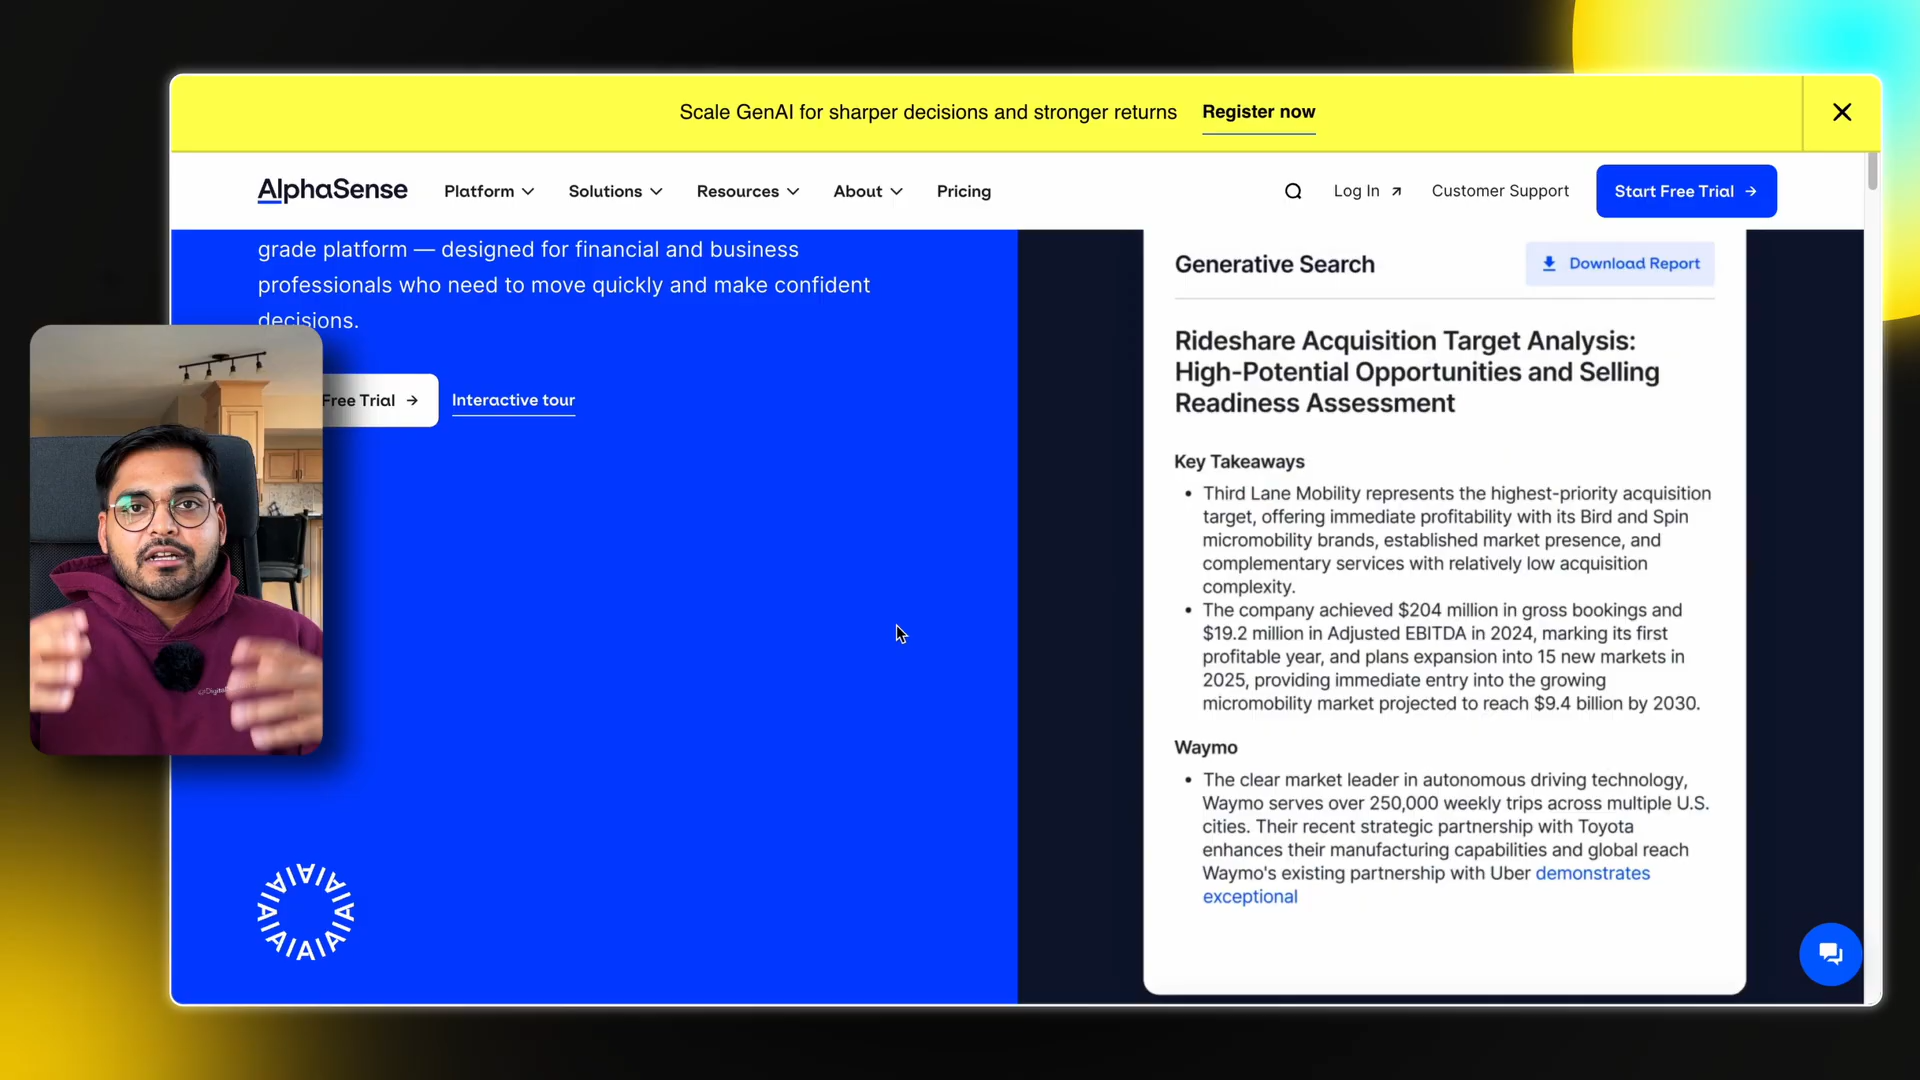 Scale GenAI for sharper decisions and stronger returns Register now
AlphaSense Platform Solutions Resources About Pricing Log In Customer Support Start Free Trial
grade platform — designed for financial and business
professionals who need to move quickly and make confident
decisions.
Free Trial Interactive tour
Generative Search Download Report
Rideshare Acquisition Target Analysis:
High-Potential Opportunities and Selling
Readiness Assessment
Key Takeaways
• Third Lane Mobility represents the highest-priority acquisition
target, offering immediate profitability with its Bird and Spin
micromobility brands, established market presence, and
complementary services with relatively low acquisition
complexity.
• The company achieved $204 million in gross bookings and
$19.2 million in Adjusted EBITDA in 2024, marking its first
profitable year, and plans expansion into 15 new markets in
2025, providing immediate entry into the growing
micromobility market projected to reach $9.4 billion by 2030.
Waymo
• The clear market leader in autonomous driving technology,
Waymo serves over 250,000 weekly trips across multiple U.S.
cities. Their recent strategic partnership with Toyota
enhances their manufacturing capabilities and global reach
Waymo's existing partnership with Uber demonstrates
exceptional